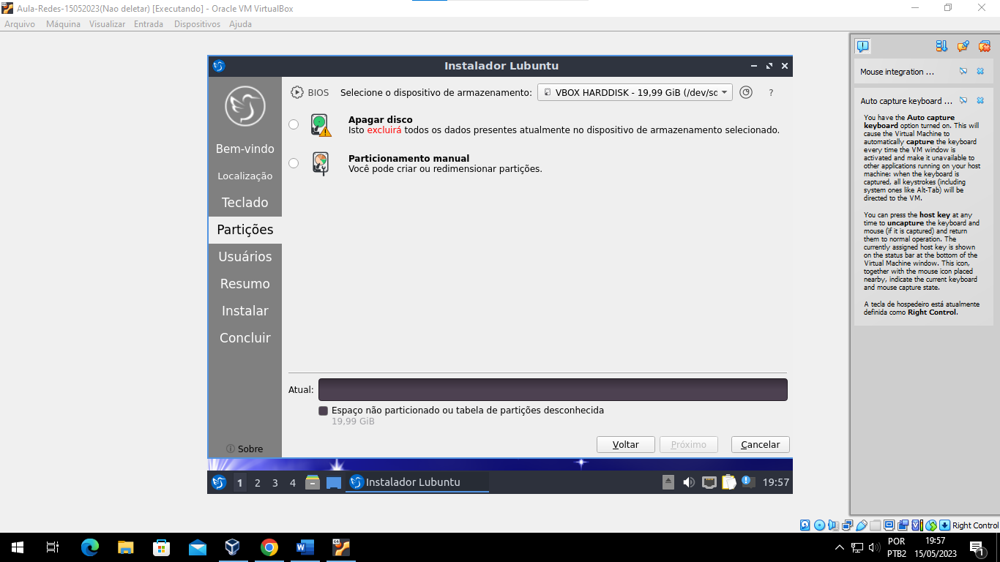 Aula-Redes-15052023(Nao deletar) [Executando] - Oracle VM VirtualBox
Arquivo Máquina Visualizar Entrada Dispositivos Ajuda
Instalador Lubuntu
BIOS Selecione o dispositivo de armazenamento: VBOX HARDDISK - 19,99 GiB (/dev/sc ?
Apagar disco
Isto excluirá todos os dados presentes atualmente no dispositivo de armazenamento selecionado.
Particionamento manual
Você pode criar ou redimensionar partições.
Bem-vindo
Localização
Teclado
Partições
Usuários
Resumo
Instalar
Concluir
Sobre
Atual:
Espaço não particionado ou tabela de partições desconhecida
19,99 GiB
Voltar Próximo Cancelar
1 2 3 4 Instalador Lubuntu 19:57
Mouse integration ...
Auto capture keyboard ...
You have the Auto capture
keyboard option turned on. This will
cause the Virtual Machine to
automatically capture the keyboard
every time the VM window is
activated and make it unavailable to
other applications running on your host
machine: when the keyboard is
captured, all keystrokes (including
system ones like Alt-Tab) will be
directed to the VM.
You can press the host key at any
time to uncapture the keyboard and
mouse (if it is captured) and return
them to normal operation. The
currently assigned host key is shown
on the status bar at the bottom of the
Virtual Machine window. This icon,
together with the mouse icon placed
nearby, indicate the current keyboard
and mouse capture state.
A tecla de hospedeiro está atualmente
definida como Right Control.
Right Control
POR 19:57
PTB2 15/05/2023 1